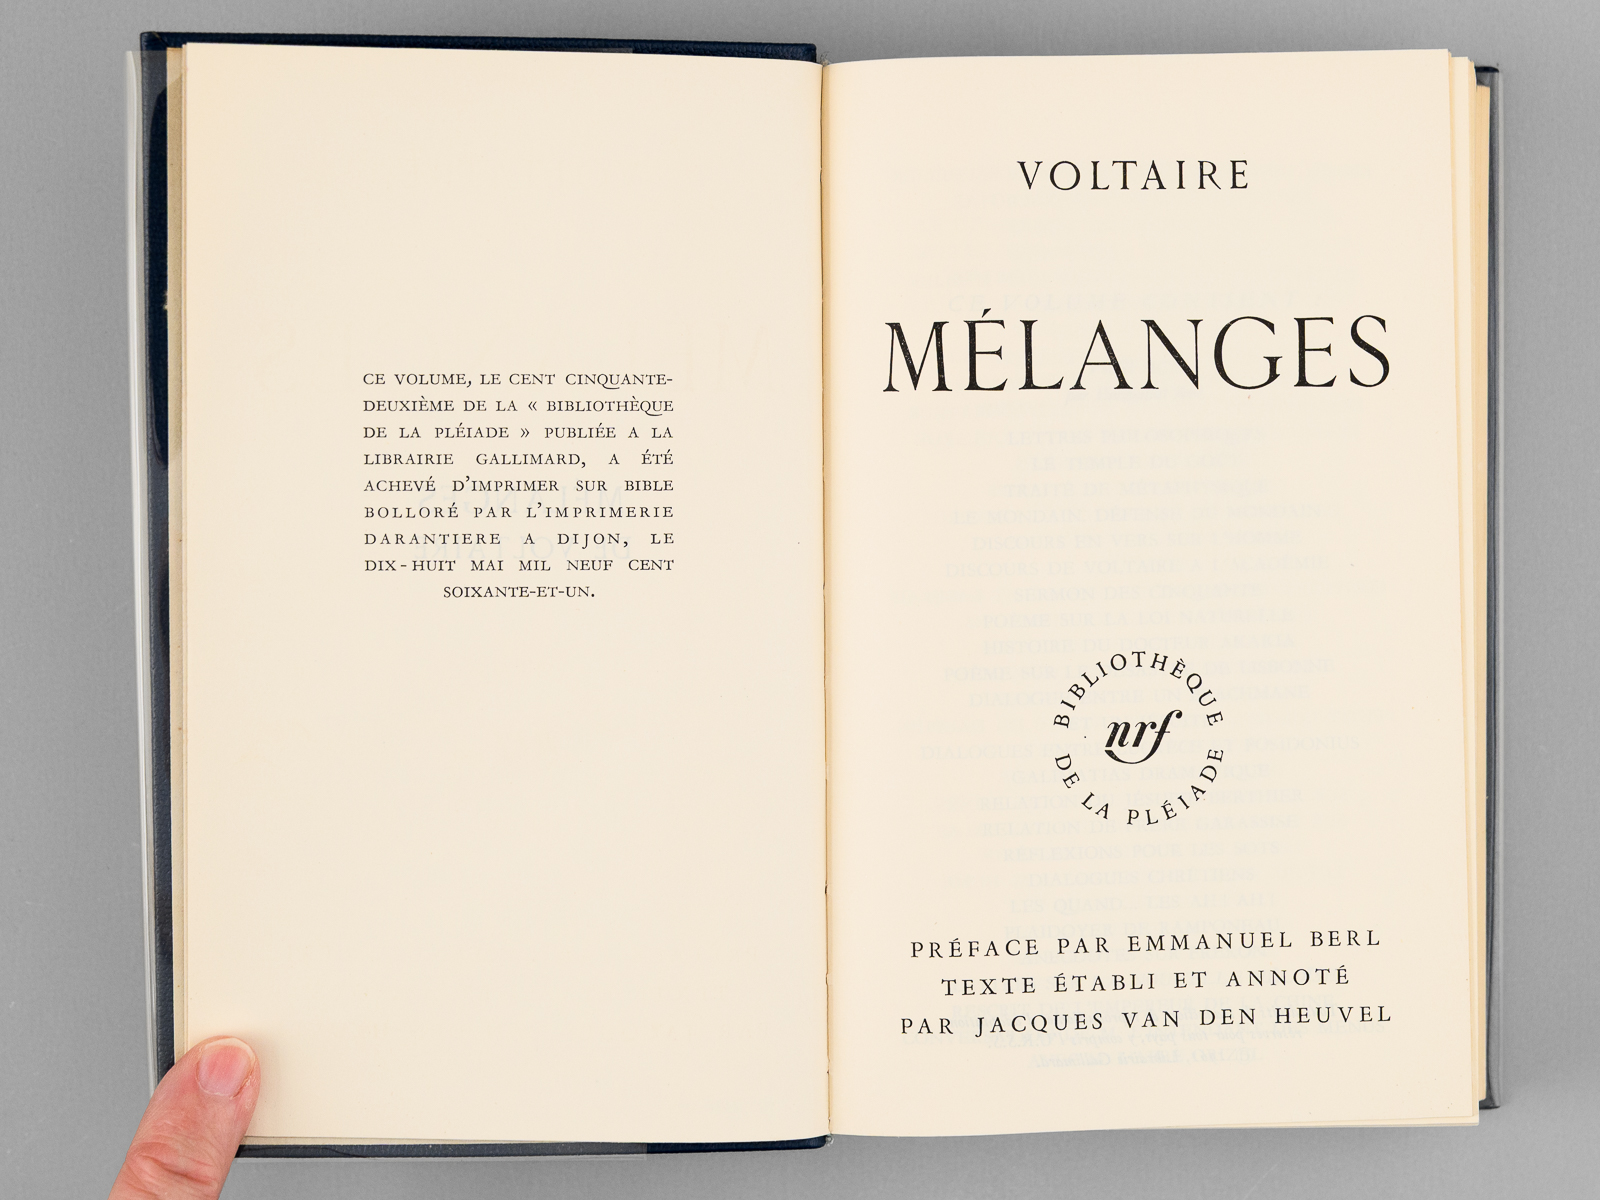 CE VOLUME, LE CENT CINQUANTE-
DEUXIÈME DE LA « BIBLIOTHÈQUE
DE LA PLÉIADE » PUBLIÉE A LA
LIBRAIRIE GALLIMARD, A ÉTÉ
ACHEVÉ D'IMPRIMER SUR BIBLE
BOLLORÉ PAR L'IMPRIMERIE
DARANTIERE A DIJON, LE
DIX-HUIT MAI MIL NEUF CENT
SOIXANTE-ET-UN.
VOLTAIRE
MÉLANGES
BIBLIOTHÈQUE
nrf
DE LA PLÉIADE
PRÉFACE PAR EMMANUEL BERL
TEXTE ÉTABLI ET ANNOTÉ
PAR JACQUES VAN DEN HEUVEL